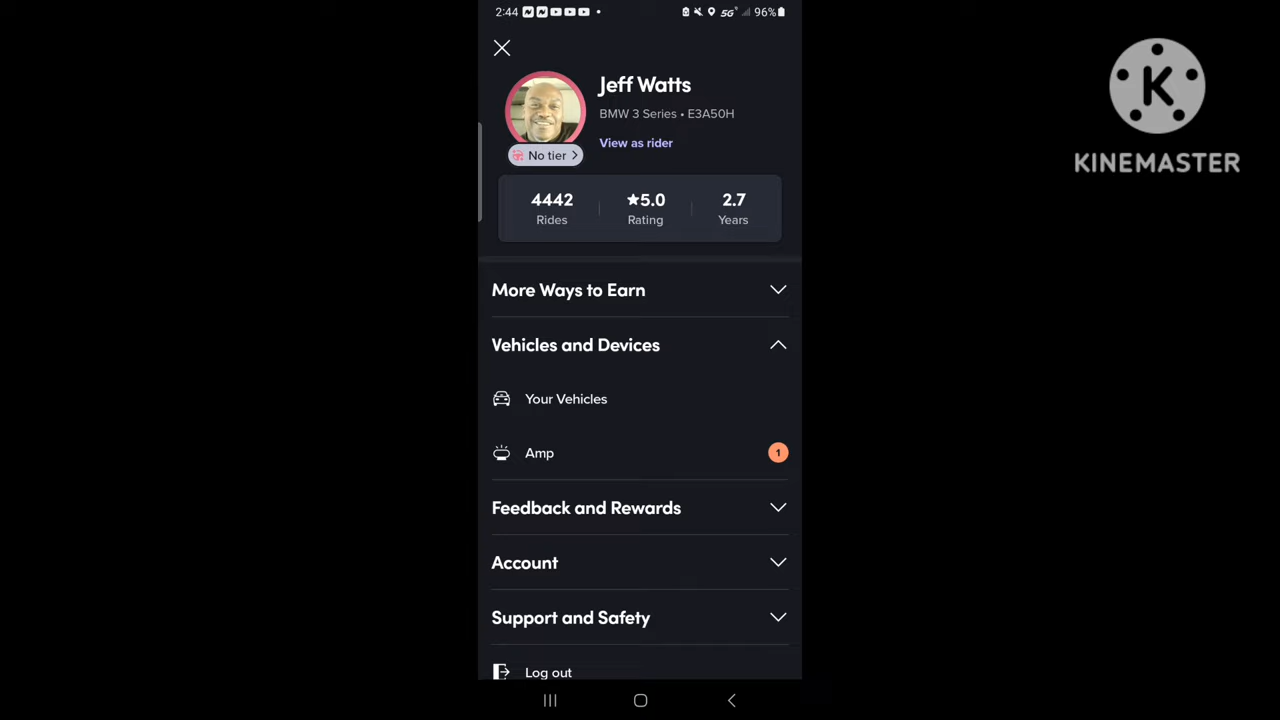 2:44
5G
96%
Jeff Watts
BMW 3 Series • E3A50H
View as rider
No tier
4442
★5.0
2.7
Rides
Rating
Years
More Ways to Earn
Vehicles and Devices
Your Vehicles
Amp
1
Feedback and Rewards
Account
Support and Safety
Log out
K
KINEMASTER